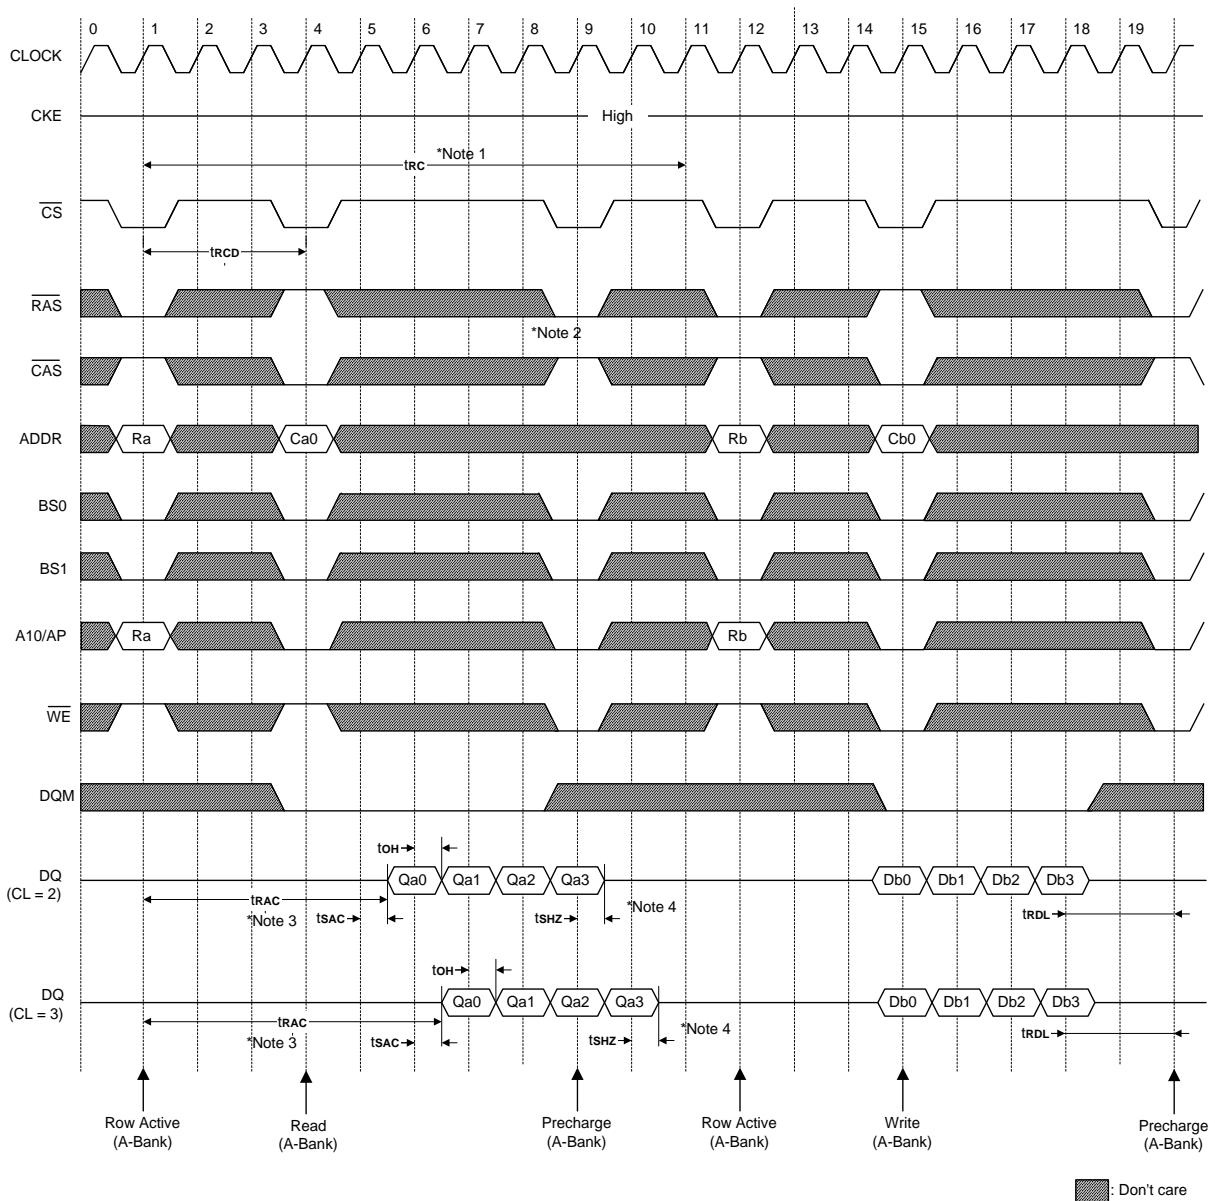 0 1 2 3 4 5 6 7 8 9 10 11 12 13 14 15 16 17 18 19
CLOCK
CKE
High
*Note 1
tRC
CS
tRCD
RAS
*Note 2
CAS
ADDR
Ra
Ca0
Rb
Cb0
BS0
BS1
A10/AP
Ra
Rb
WE
DQM
tOH
DQ
(CL = 2)
Qa0 Qa1 Qa2 Qa3
Db0 Db1 Db2 Db3
tRAC
*Note 3
tSAC
tSHZ
*Note 4
tRDL
tOH
DQ
(CL = 3)
Qa0 Qa1 Qa2 Qa3
Db0 Db1 Db2 Db3
tRAC
*Note 3
tSAC
tSHZ
*Note 4
tRDL
Row Active
(A-Bank)
Read
(A-Bank)
Precharge
(A-Bank)
Row Active
(A-Bank)
Write
(A-Bank)
Precharge
(A-Bank)
: Don't care